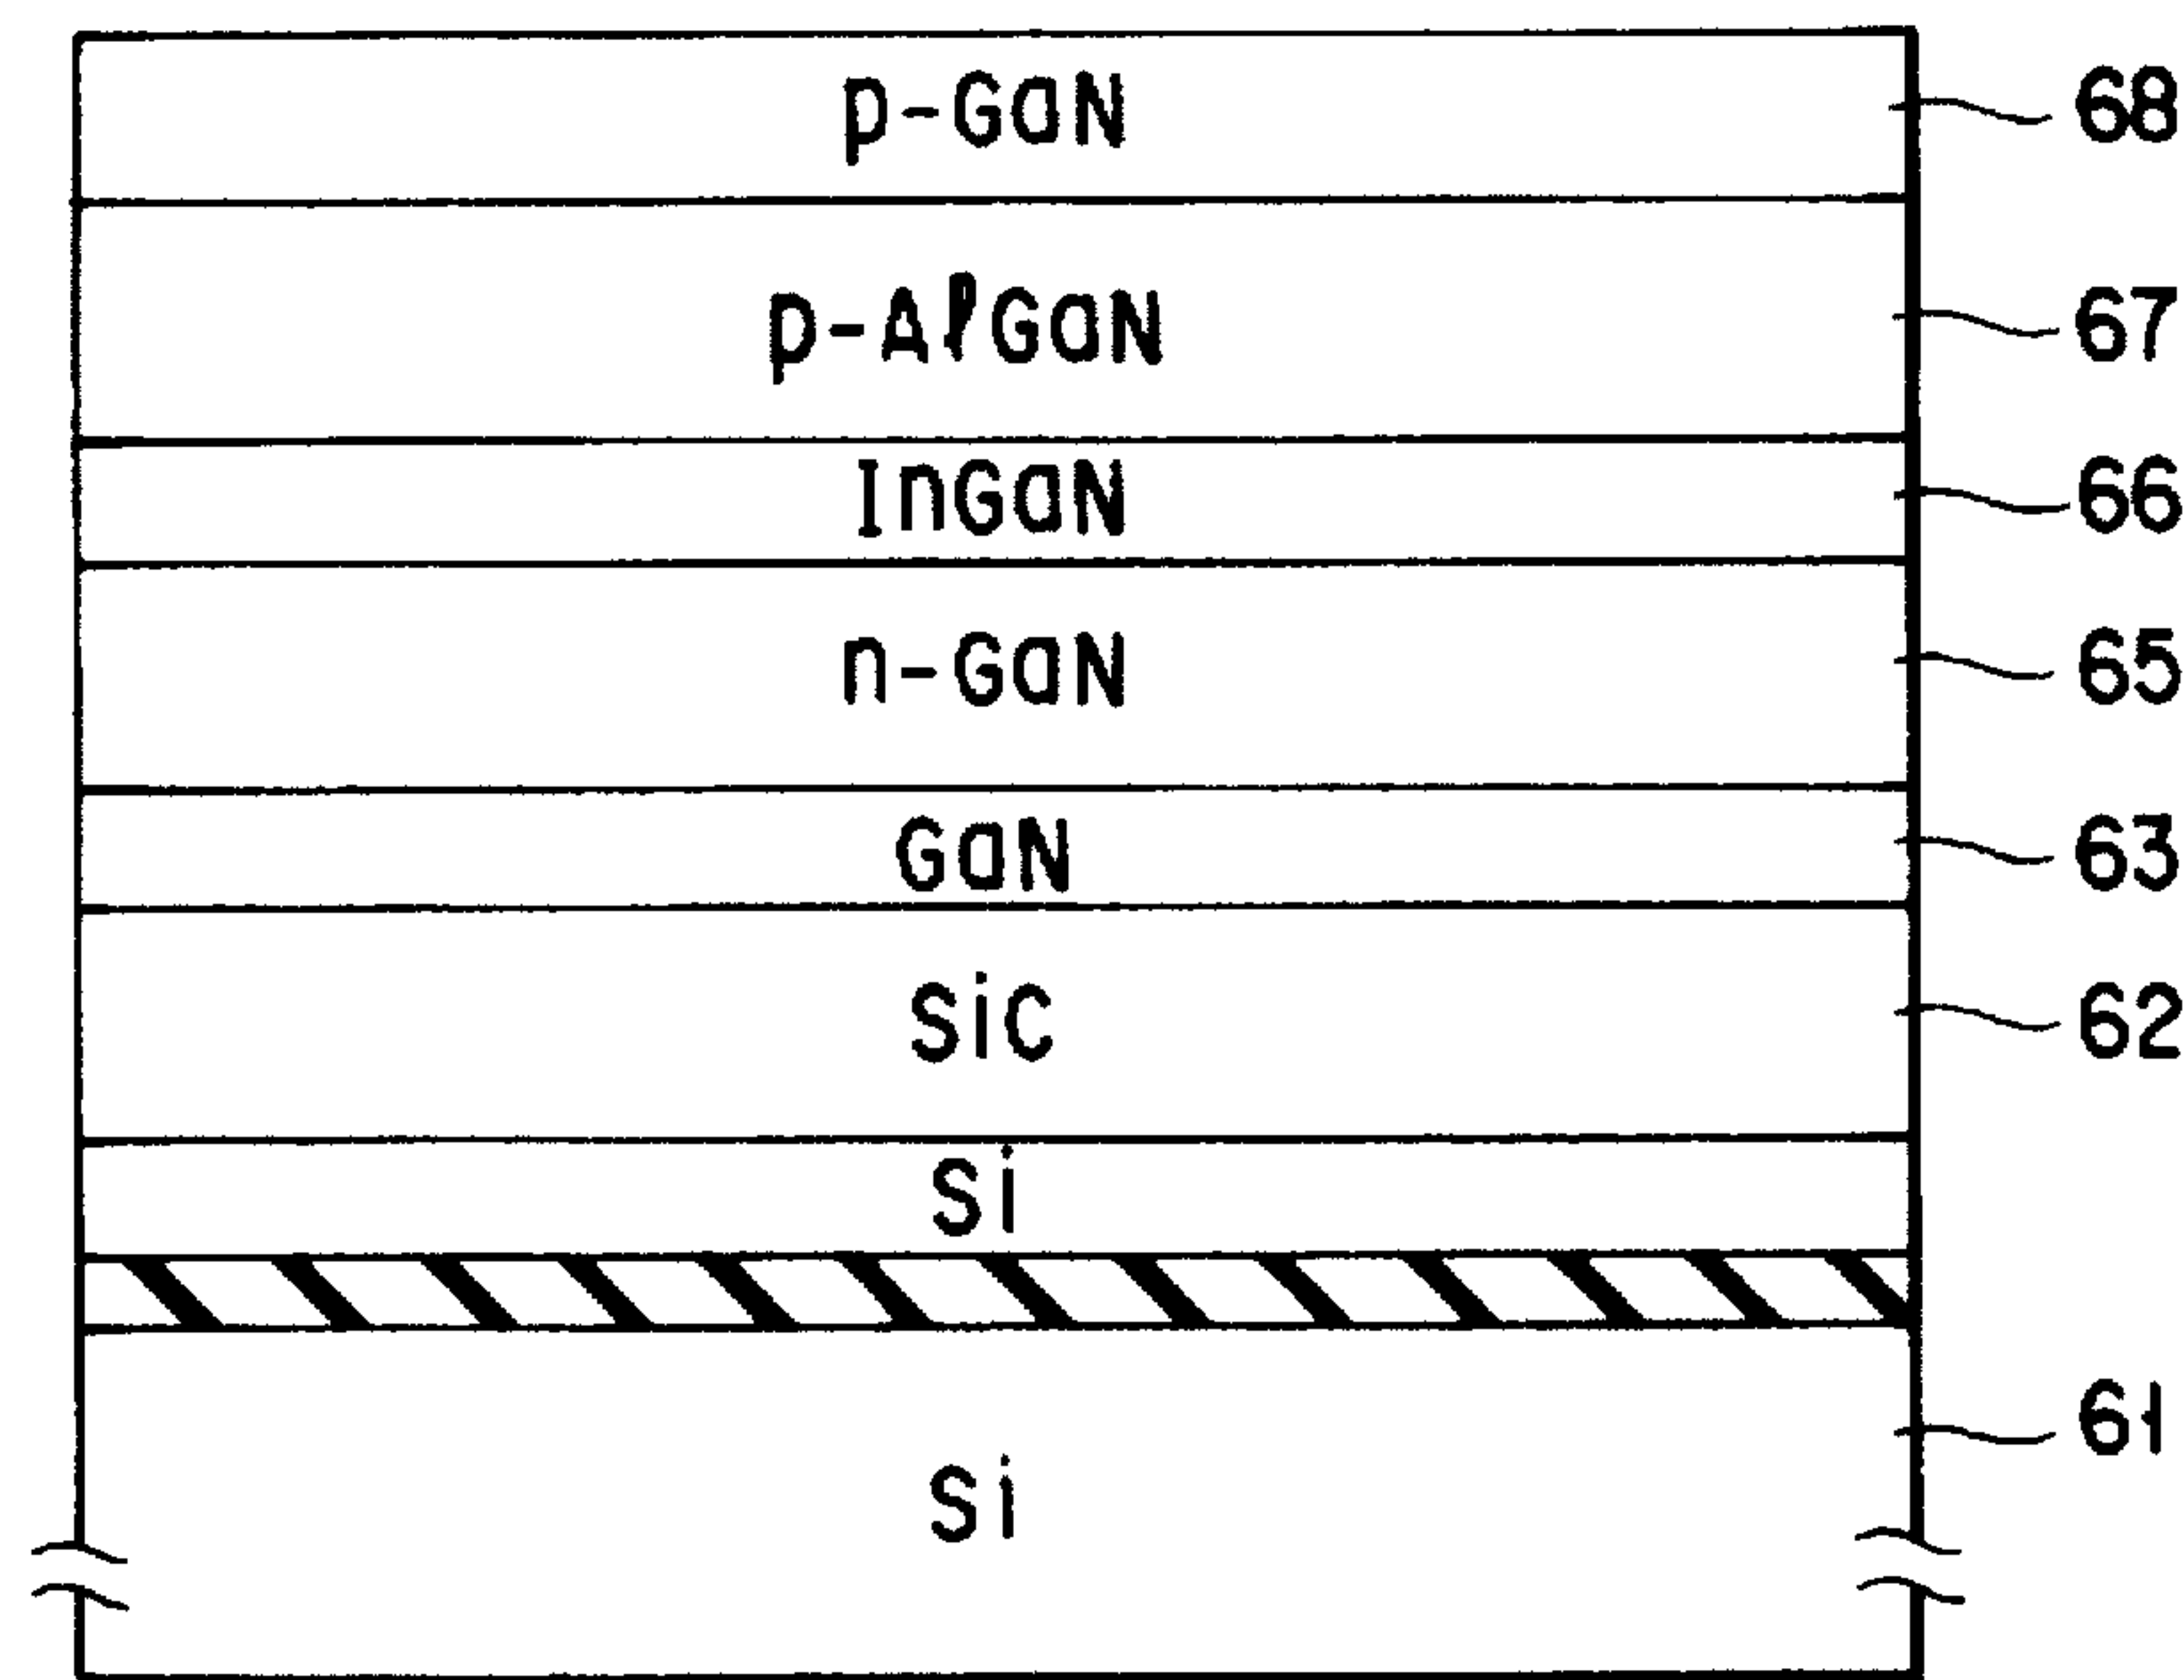 p-GaN 68
p-AlGaN 67
InGaN 66
n-GaN 65
GaN 63
SiC 62
Si
61
Si